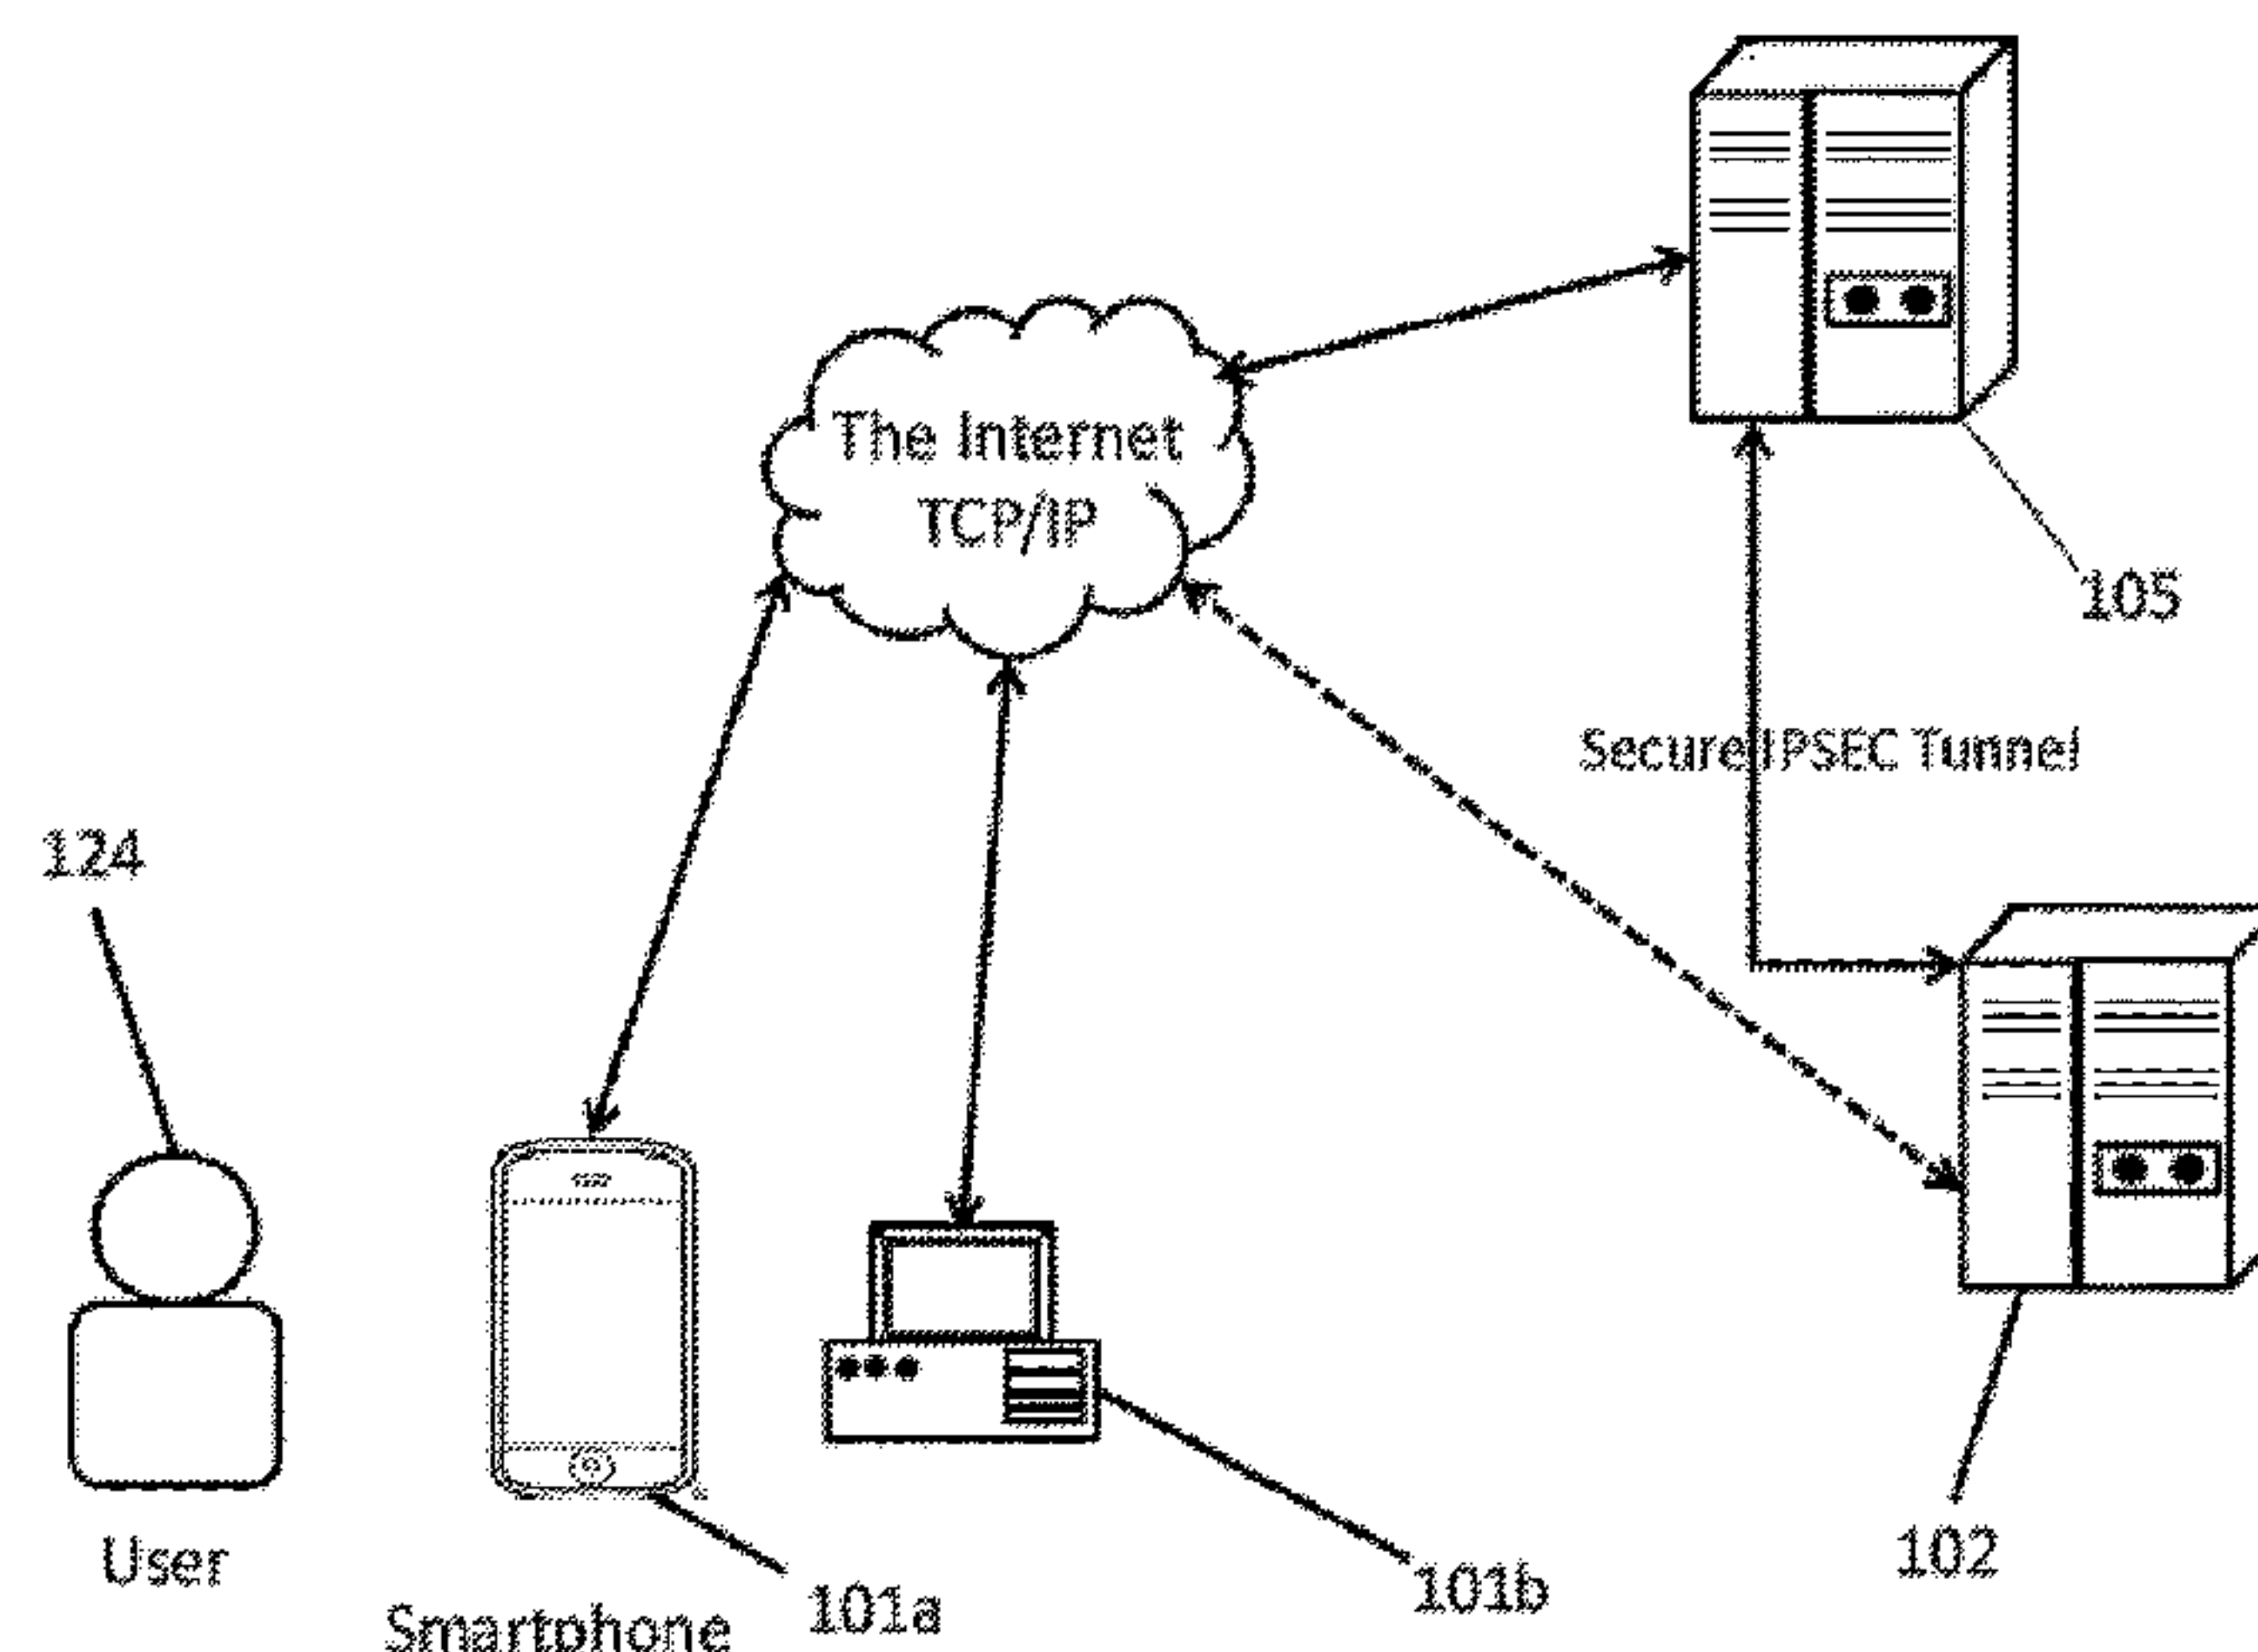 The Internet
TCP/IP
105
Secure IPSEC Tunnel
124
User
Smartphone
101a
101b
102